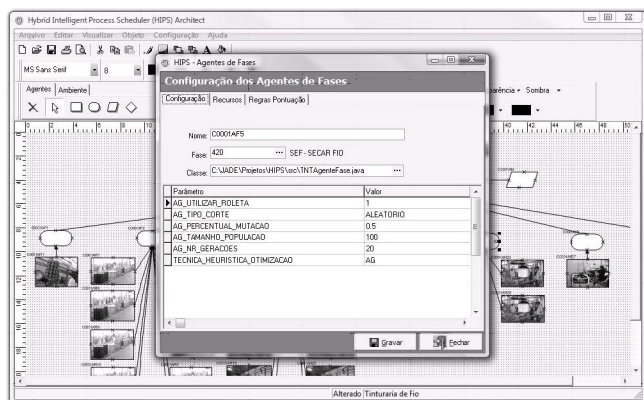 Hybrid Intelligent Process Scheduler (HIPS) Architect
Arquivo Editar Visualizar Objeto Configuração Ajuda
MS Sans Serif 8
Agentes Ambiente
Sombra
HIPS - Agentes de Fases
Configuração dos Agentes de Fases
Configuração Recursos Regras Pontuação
Nome: C0001AF5
Fase: 420 ... SEF - SECAR FIO
Classe: C:\JADE\Projetos\HIPS\src\TNTAgenteFase.java ...
Parâmetro Valor
AG_UTILIZAR_ROLETA 1
AG_TIPO_CORTE ALEATORIO
AG_PERCENTUAL_MUTACAO 0.5
AG_TAMANHO_POPULACAO 100
AG_NR_GERACOES 20
TECNICA_HEURISTICA_OTIMIZACAO AG
Gravar Fechar
Alterado Tinturaria de Fio